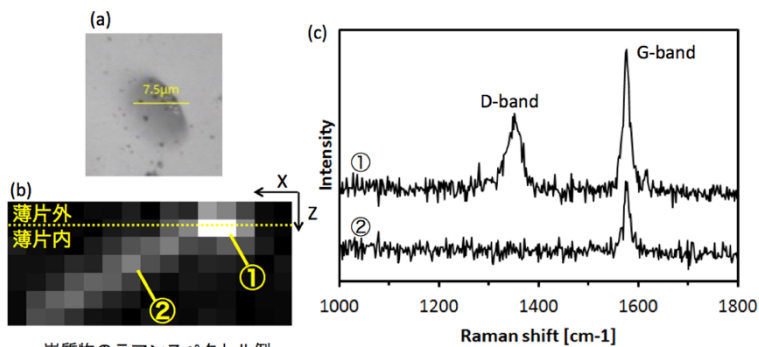 (a)
7.5μm
(b)
X
Z
薄片外
薄片内
①
②
(c)
G-band
D-band
Intensity
①
②
1000 1200 1400 1600 1800
Raman shift [cm-1]